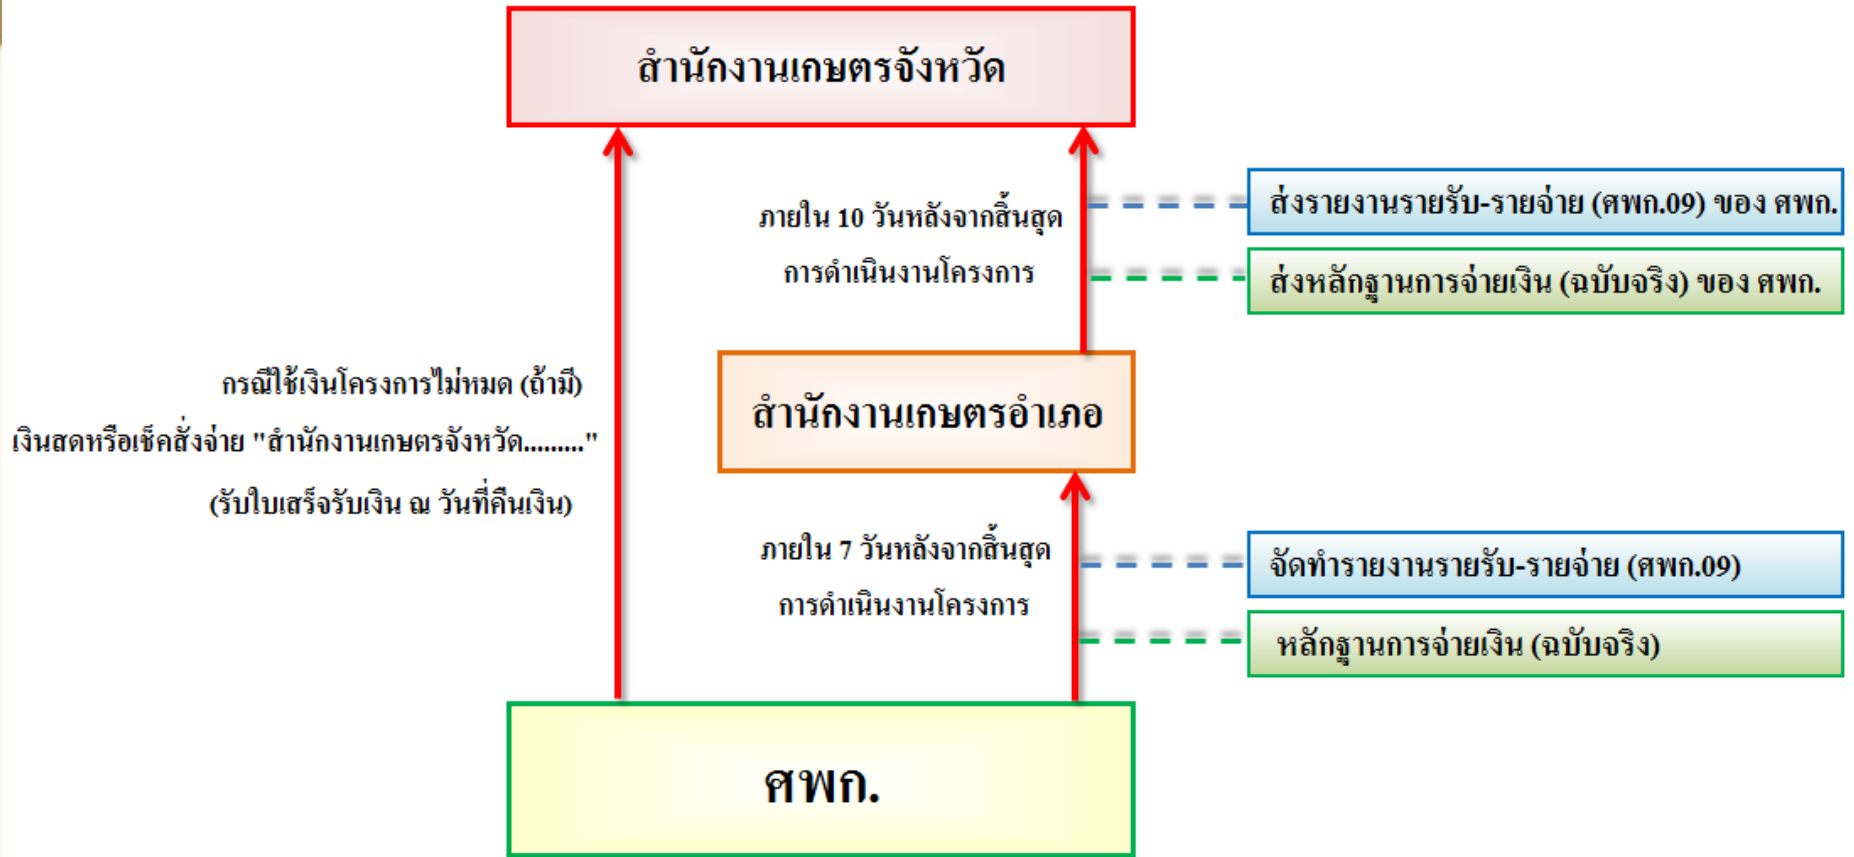 สำนักงานเกษตรจังหวัด
ภายใน 10 วันหลังจากสิ้นสุด
การดำเนินงานโครงการ
ส่งรายงานรายรับ-รายจ่าย (ศพก.09) ของ ศพก.
ส่งหลักฐานการจ่ายเงิน (ฉบับจริง) ของ ศพก.
กรณีใช้เงินโครงการไม่หมด (ถ้ามี)
เงินสดหรือเช็คสั่งจ่าย "สำนักงานเกษตรจังหวัด........."
(รับใบเสร็จรับเงิน ณ วันที่คืนเงิน)
สำนักงานเกษตรอำเภอ
ภายใน 7 วันหลังจากสิ้นสุด
การดำเนินงานโครงการ
จัดทำรายงานรายรับ-รายจ่าย (ศพก.09)
หลักฐานการจ่ายเงิน (ฉบับจริง)
ศพก.